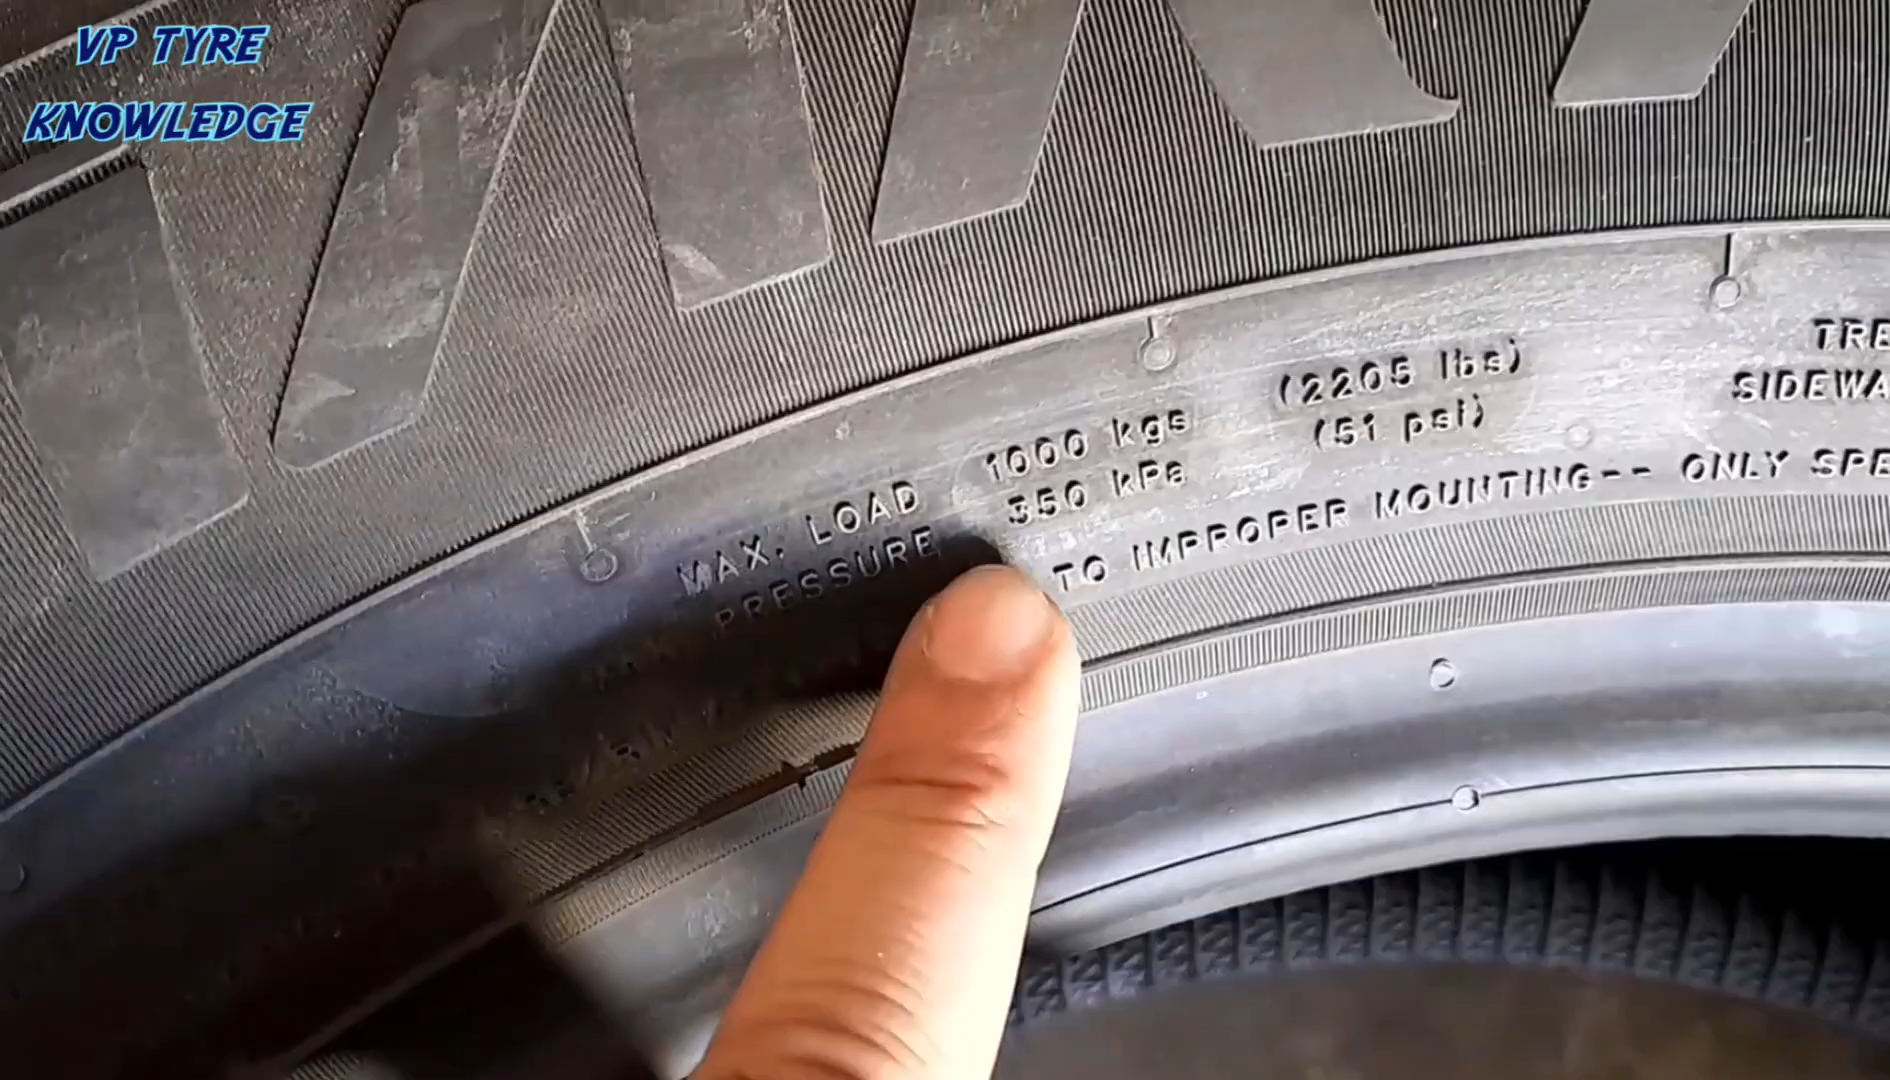 VP TYRE
KNOWLEDGE
MAX. LOAD 1000 kgs (2205 lbs)
PRESSURE 350 kPa (51 psi)
TO IMPROPER MOUNTING-- ONLY SPE
TRE
SIDEWA